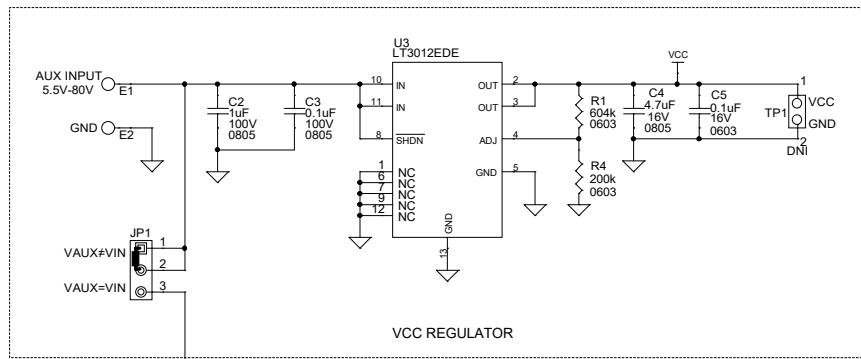 U3
LT3012EDE
AUX INPUT
5.5V-80V
E1
GND
E2
C2
1uF
100V
0805
C3
0.1uF
100V
0805
10
IN
11
IN
8
SHDN
1
NC
6
NC
7
NC
9
NC
12
NC
OUT
2
OUT
3
ADJ
4
GND
5
GND
13
R1
604k
0603
R4
200k
0603
VCC
C4
4.7uF
16V
0805
C5
0.1uF
16V
0603
1
TP1
VCC
GND
2
DNI
JP1
VAUX≠VIN
1
2
VAUX=VIN
3
VCC REGULATOR